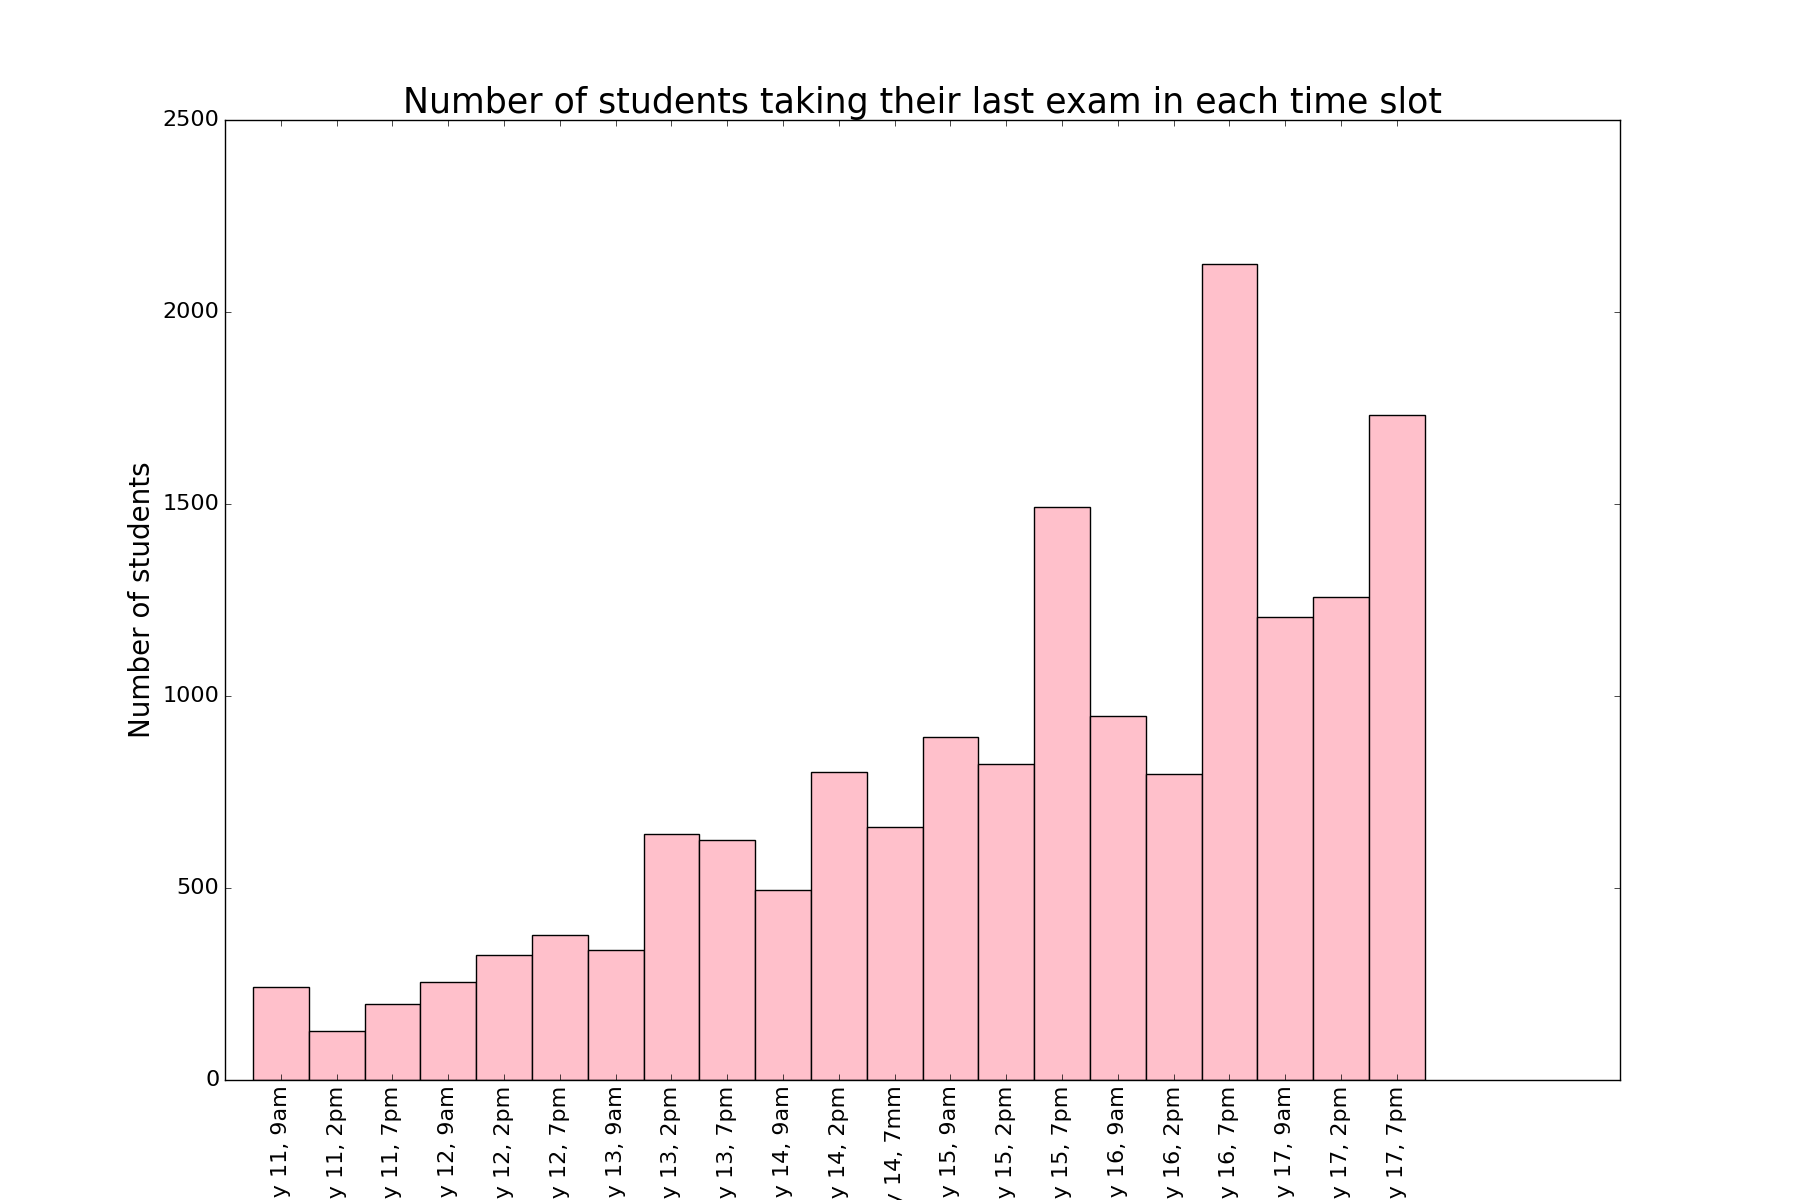 Number of students taking their last exam in each time slot
Number of students
2500
2000
1500
1000
500
0
y 11, 9am
y 11, 2pm
y 11, 7pm
y 12, 9am
y 12, 2pm
y 12, 7pm
y 13, 9am
y 13, 2pm
y 13, 7pm
y 14, 9am
y 14, 2pm
y 14, 7mm
y 15, 9am
y 15, 2pm
y 15, 7pm
y 16, 9am
y 16, 2pm
y 16, 7pm
y 17, 9am
y 17, 2pm
y 17, 7pm